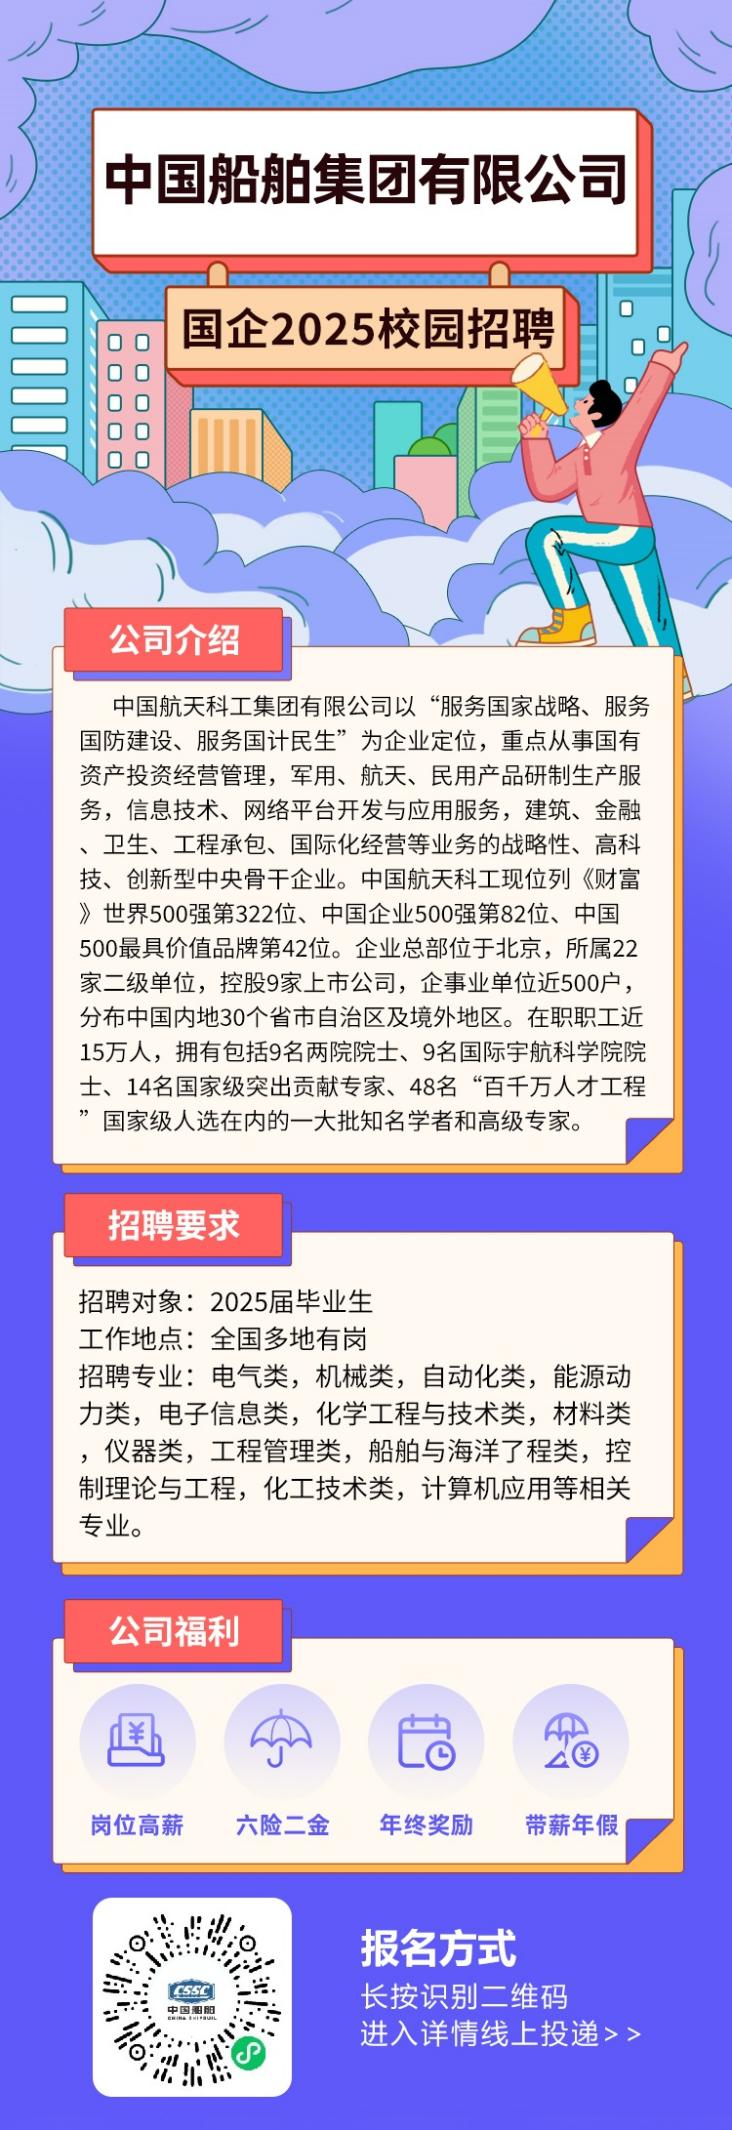 中国船舶集团有限公司
国企2025校园招聘
公司介绍
中国航天科工集团有限公司以“服务国家战略、服务
国防建设、服务国计民生”为企业定位，重点从事国有
资产投资经营管理，军用、航天、民用产品研制生产服
务，信息技术、网络平台开发与应用服务，建筑、金融
、卫生、工程承包、国际化经营等业务的战略性、高科
技、创新型中央骨干企业。中国航天科工现位列《财富
》世界500强第322位、中国企业500强第82位、中国
500最具价值品牌第42位。企业总部位于北京，所属22
家二级单位，控股9家上市公司，企事业单位近500户，
分布中国内地30个省市自治区及境外地区。在职职工近
15万人，拥有包括9名两院院士、9名国际宇航科学院院
士、14名国家级突出贡献专家、48名“百千万人才工程
”国家级人选在内的一大批知名学者和高级专家。
招聘要求
招聘对象：2025届毕业生
工作地点：全国多地有岗
招聘专业：电气类，机械类，自动化类，能源动
力类，电子信息类，化学工程与技术类，材料类
，仪器类，工程管理类，船舶与海洋了程类，控
制理论与工程，化工技术类，计算机应用等相关
专业。
公司福利
岗位高薪 六险二金 年终奖励 带薪年假
CSSC
中国船舶
CHINA SHIPBUIL
报名方式
长按识别二维码
进入详情线上投递>>